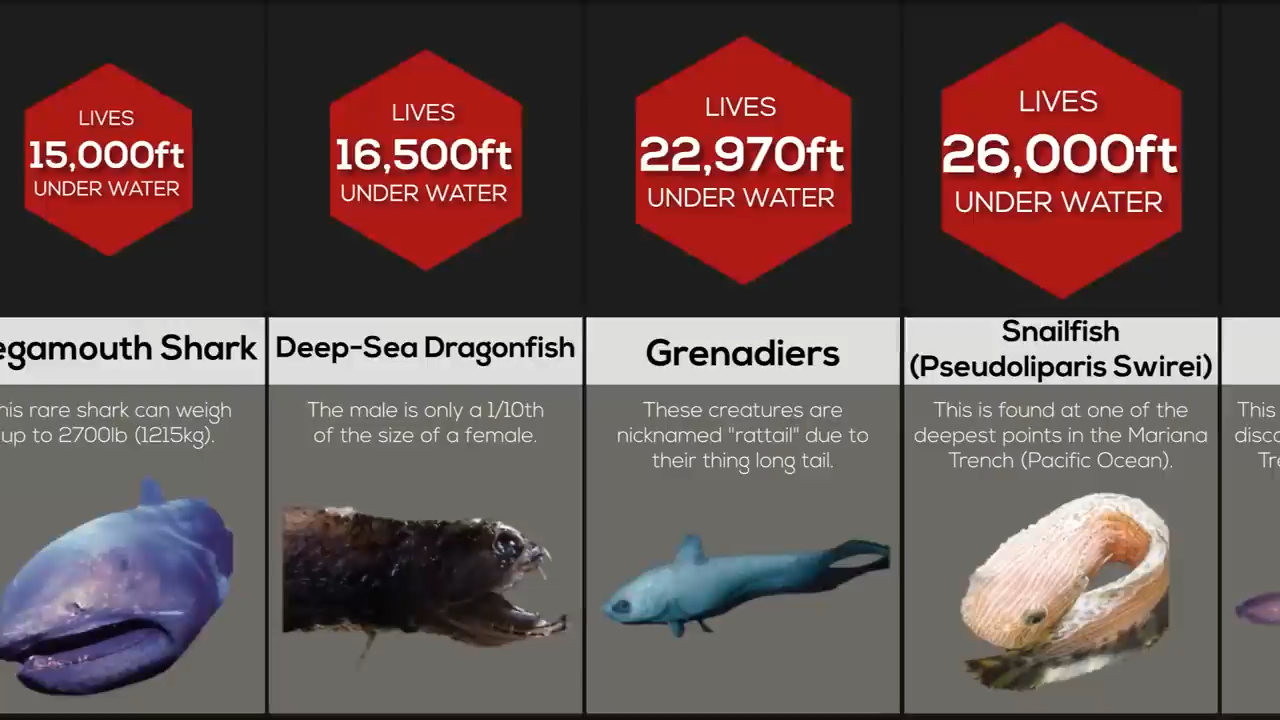 LIVES
15,000ft
UNDER WATER
egamouth Shark
his rare shark can weigh
up to 2700lb (1215kg).
LIVES
16,500ft
UNDER WATER
Deep-Sea Dragonfish
The male is only a 1/10th
of the size of a female.
LIVES
22,970ft
UNDER WATER
Grenadiers
These creatures are
nicknamed "rattail" due to
their thing long tail.
LIVES
26,000ft
UNDER WATER
Snailfish
(Pseudoliparis Swirei)
This is found at one of the
deepest points in the Mariana
Trench (Pacific Ocean).
This
disco
Tre